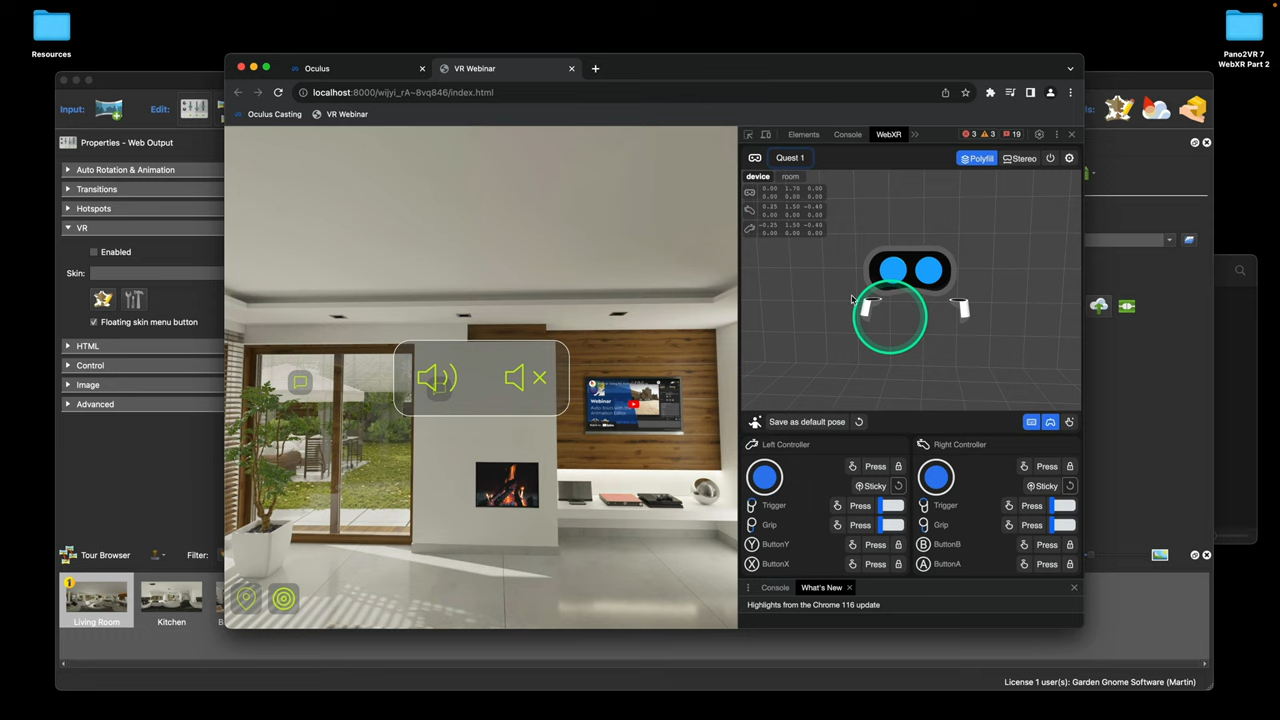 Resources
Pano2VR 7
WebXR Part 2
Oculus
VR Webinar
localhost:8000/wijyi_rA~8vq846/index.html
Oculus Casting
VR Webinar
Input:
Edit:
Properties - Web Output
Auto Rotation & Animation
Transitions
Hotspots
VR
Enabled
Skin:
Floating skin menu button
HTML
Control
Image
Advanced
Tour Browser
Filter:
1
Living Room
Kitchen
Webinar
Elements
Console
WebXR
3
3
19
Quest 1
Polyfill
Stereo
device
room
0.00 1.70 0.00
0.00 0.00 0.00
0.25 1.50 -0.40
0.00 0.00 0.00
-0.25 1.50 -0.40
0.00 0.00 0.00
Save as default pose
Left Controller
Press
Sticky
Trigger
Press
Grip
Press
Y
ButtonY
Press
X
ButtonX
Press
Right Controller
Press
Sticky
Trigger
Press
Grip
Press
B
ButtonB
Press
A
ButtonA
Press
Console
What's New
Highlights from the Chrome 116 update
License 1 user(s): Garden Gnome Software (Martin)